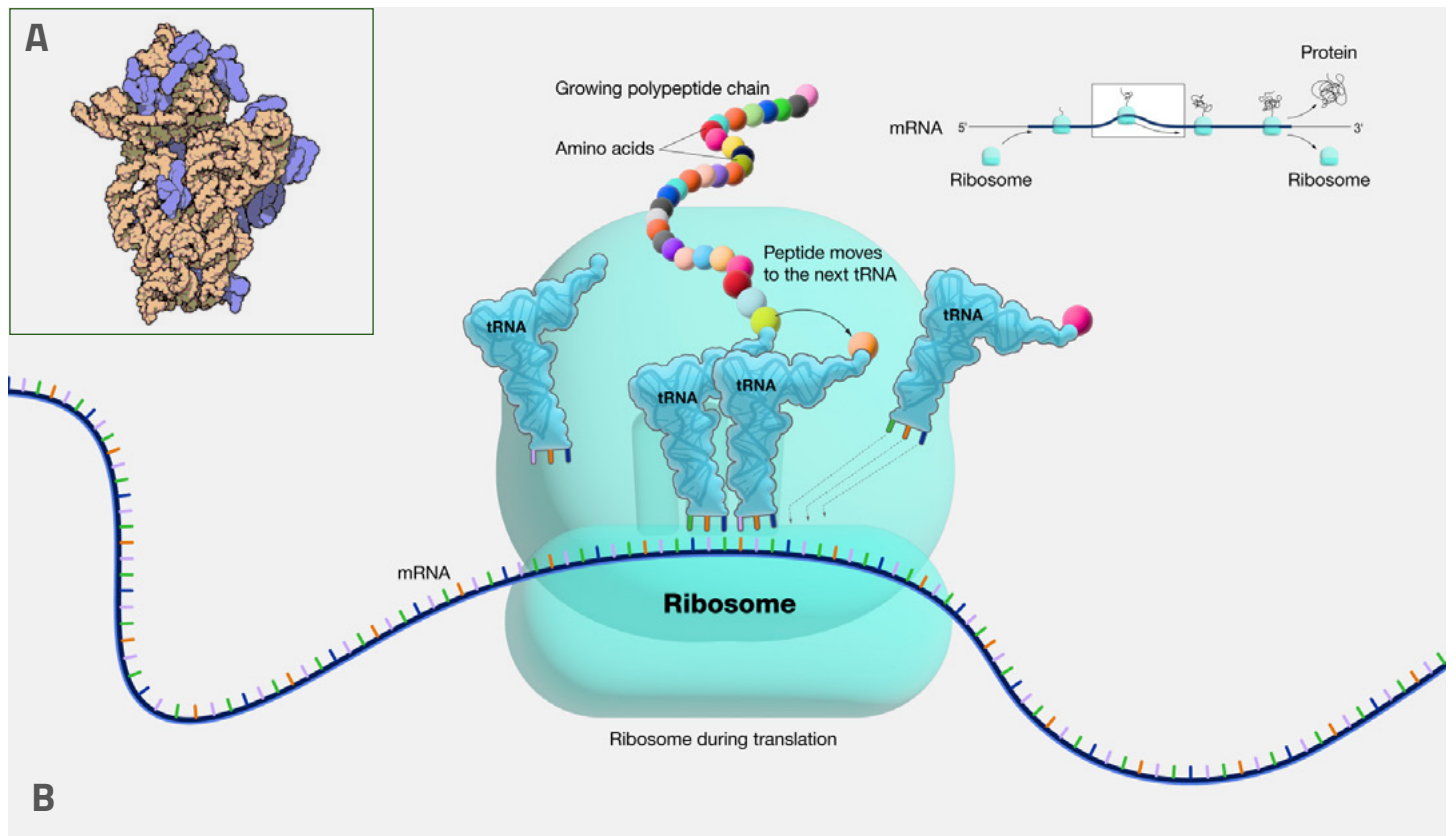 A
Growing polypeptide chain
Amino acids
Protein
mRNA
5'
3'
Ribosome
Ribosome
Peptide moves
to the next tRNA
tRNA
tRNA
tRNA
tRNA
mRNA
Ribosome
Ribosome during translation
B